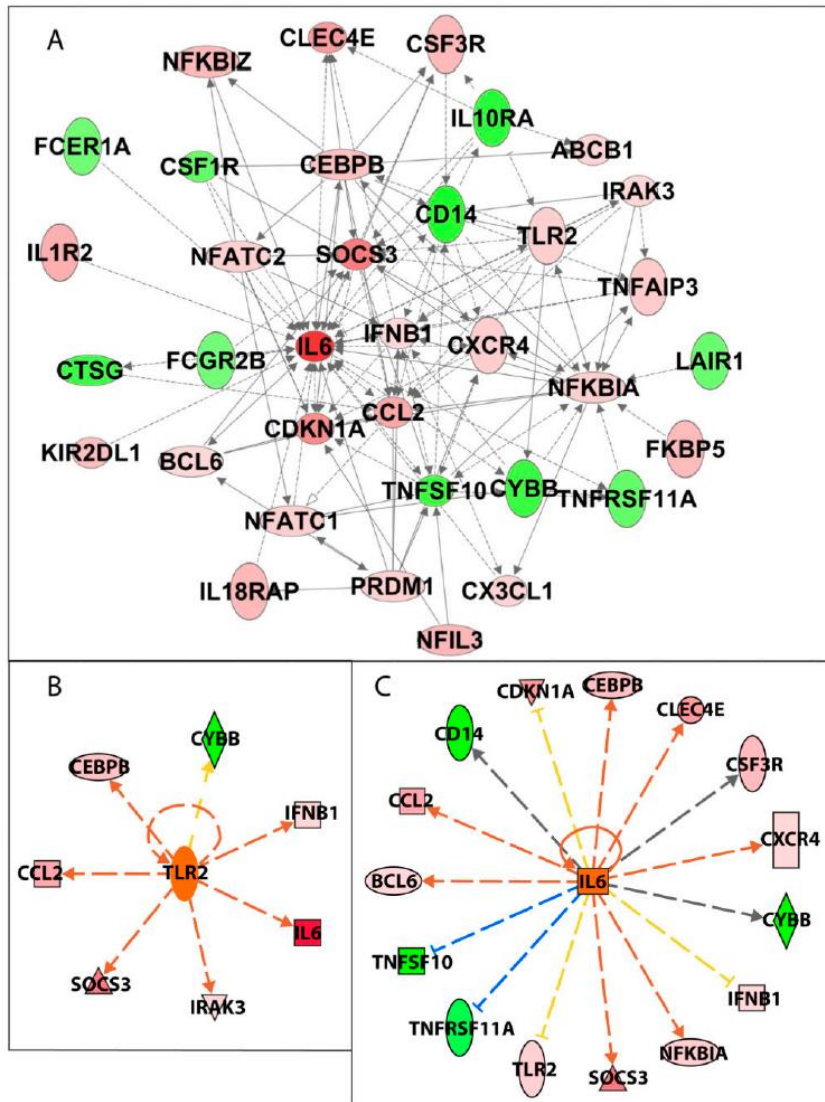 A
CLEC4E
CSF3R
NFKBIZ
IL10RA
FCER1A
CSF1R
CEBPB
ABCB1
IRAK3
CD14
TLR2
IL1R2
NFATC2
SOCS3
TNFAIP3
IFNB1
IL6
CXCR4
CTSG
FCGR2B
LAIR1
NFKBIA
CCL2
CDKN1A
KIR2DL1
BCL6
FKBP5
TNFSF10
CYBB
TNFRSF11A
NFATC1
IL18RAP
PRDM1
CX3CL1
NFIL3
B
CYBB
CEBPB
IFNB1
CCL2
TLR2
IL6
SOCS3
IRAK3
C
CDKN1A
CEBPB
CLEC4E
CD14
CSF3R
CCL2
CXCR4
BCL6
IL6
CYBB
TNFSF10
IFNB1
TNFRSF11A
NFKBIA
TLR2
SOCS3